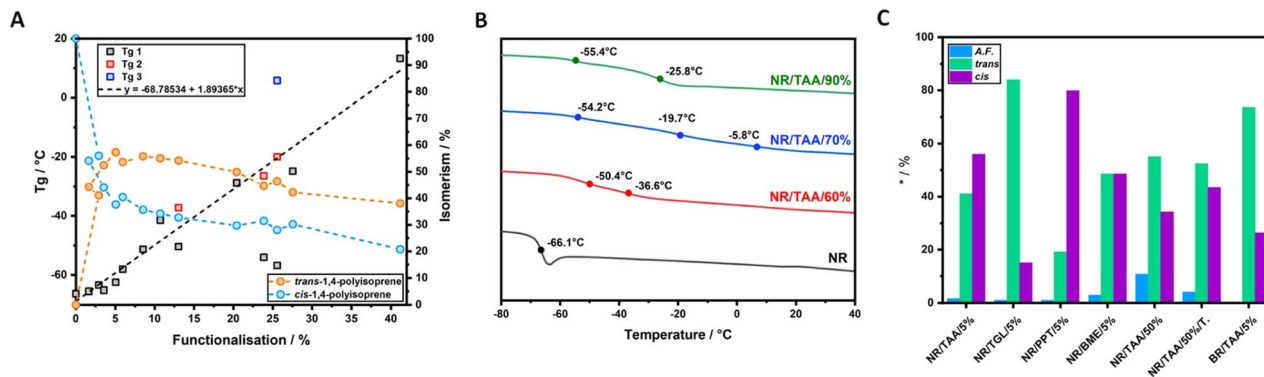 A
Tg / °C
20
0
-20
-40
-60
Tg 1
Tg 2
Tg 3
y = -68.78534 + 1.89365*x
trans-1,4-polyisoprene
cis-1,4-polyisoprene
0 5 10 15 20 25 30 35 40
Functionalisation / %
100
90
80
70
60
50
40
30
20
10
0
Isomerism / %
B
-55.4°C
-25.8°C
NR/TAA/90%
-54.2°C
-19.7°C
-5.8°C
NR/TAA/70%
-50.4°C
-36.6°C
NR/TAA/60%
-66.1°C
NR
-80 -60 -40 -20 0 20 40
Temperature / °C
C
* / %
100
80
60
40
20
0
A.F.
trans
cis
NR/TAA/5%
NR/TGL/5%
NR/PPT/5%
NR/BME/5%
NR/TAA/50%
NR/TAA/50%/T.
BR/TAA/5%